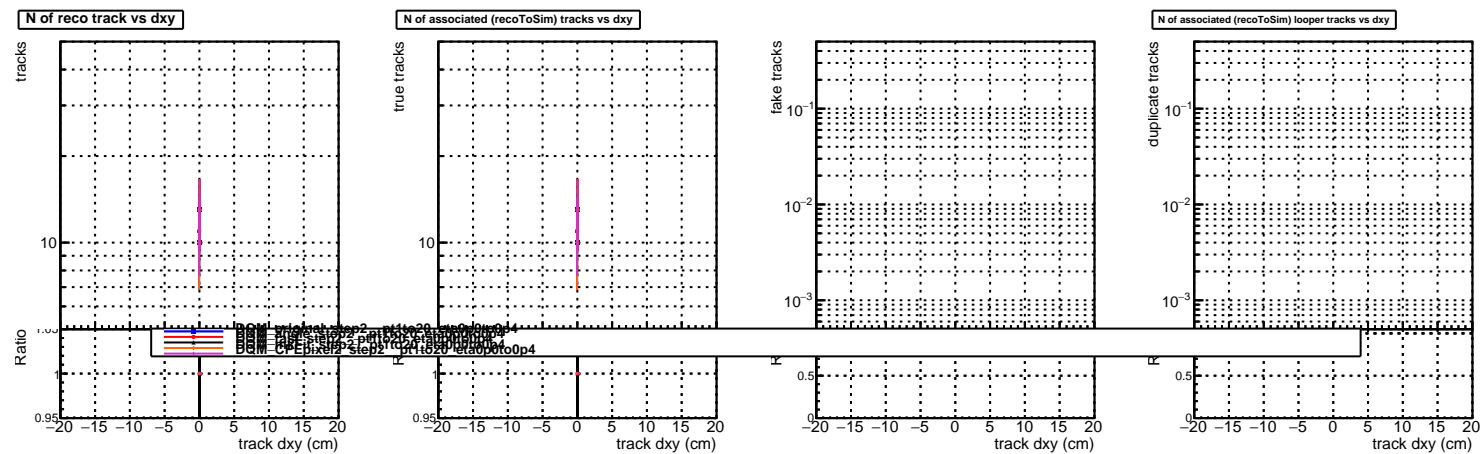 N of reco track vs dxy
tracks
10
1.05
Ratio
1
0.95
−20 −15 −10 −5 0 5 10 15 20
track dxy (cm)
N of associated (recoToSim) tracks vs dxy
true tracks
10
0.95
−20 −15 −10 −5 0 5 10 15 20
track dxy (cm)
fake tracks
10−1
10−2
10−3
0.5
0
−20 −15 −10 −5 0 5 10 15 20
track dxy (cm)
N of associated (recoToSim) looper tracks vs dxy
duplicate tracks
10−1
10−2
10−3
0.5
0
−20 −15 −10 −5 0 5 10 15 20
track dxy (cm)
DQM_CPEpixel2_step2__pt1to20_eta0p0to0p4